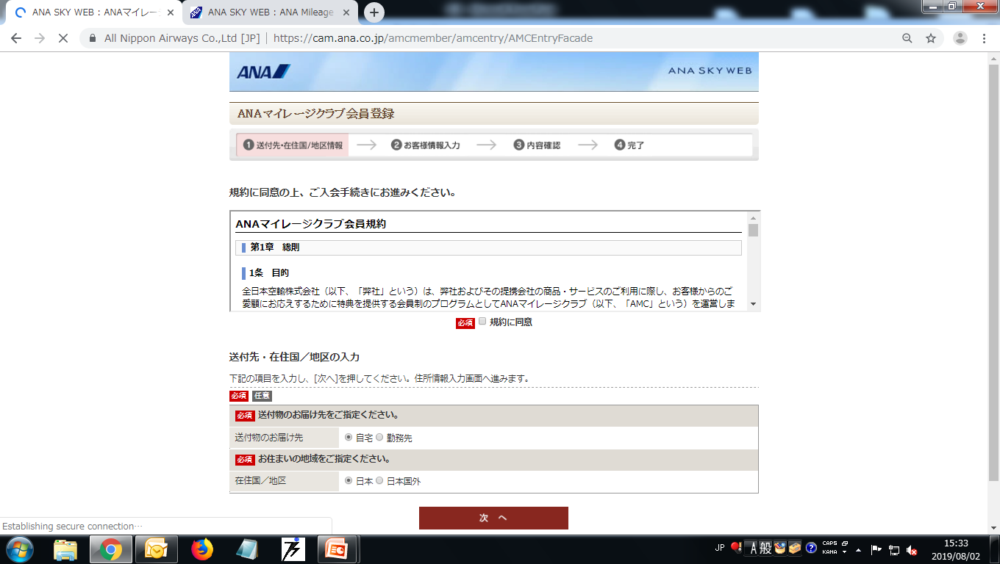 ANA SKY WEB：ANAマイレー
ANA SKY WEB：ANA Mileage
All Nippon Airways Co.,Ltd [JP]
https://cam.ana.co.jp/amcmember/amcentry/AMCEntryFacade
ANA
ANA SKY WEB
ANAマイレージクラブ会員登録
1 送付先・在住国/地区情報
2 お客様情報入力
3 内容確認
4 完了
規約に同意の上、ご入会手続きにお進みください。
ANAマイレージクラブ会員規約
第1章　総則
1条　目的
全日本空輸株式会社（以下、「弊社」という）は、弊社およびその提携会社の商品・サービスのご利用に際し、お客様からのご
愛顧にお応えするために特典を提供する会員制のプログラムとしてANAマイレージクラブ（以下、「AMC」という）を運営しま
必須 規約に同意
送付先・在住国／地区の入力
下記の項目を入力し、[次へ]を押してください。住所情報入力画面へ進みます。
必須 任意
必須 送付物のお届け先をご指定ください。
送付物のお届け先 自宅 勤務先
必須 お住まいの地域をご指定ください。
在住国／地区 日本 日本国外
次 へ
Establishing secure connection…
JP
A 般
CAPS
KANA
15:33
2019/08/02